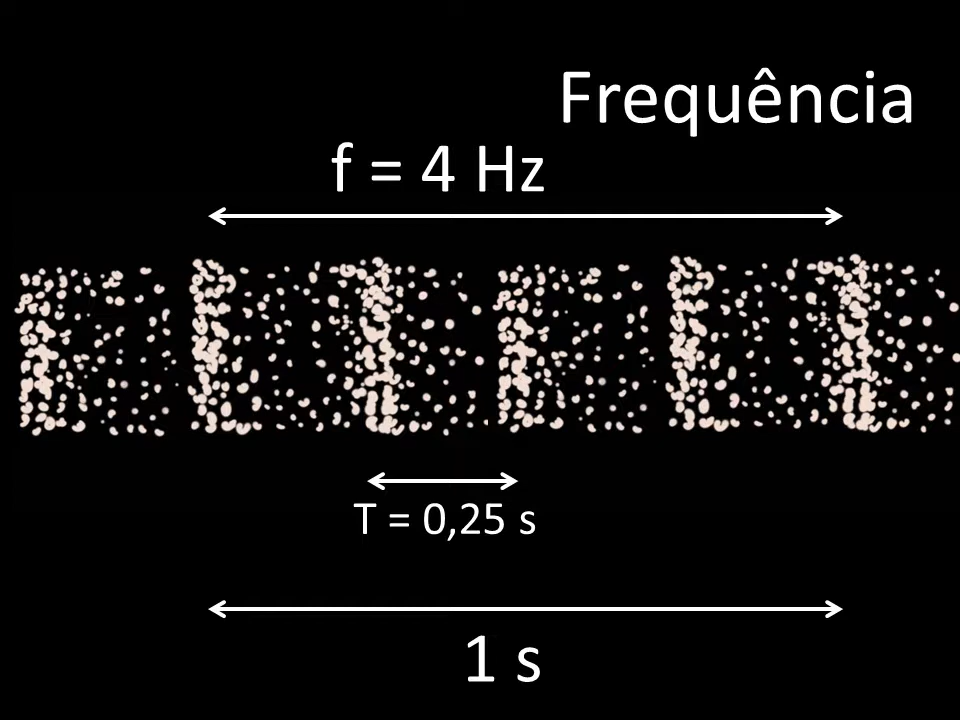 Frequência
f = 4 Hz
T = 0,25 s
1 s